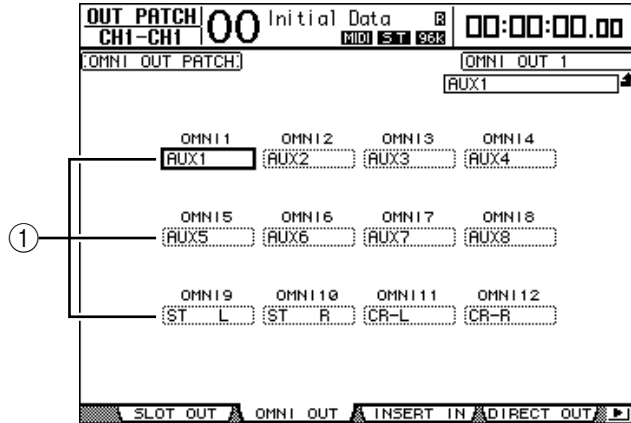 OUT PATCH
CH1-CH1
00 Initial Data R
MIDI ST 96K
00:00:00.00
OMNI OUT PATCH
OMNI OUT 1
AUX1
OMNI1 OMNI2 OMNI3 OMNI4
AUX1 AUX2 AUX3 AUX4
1
OMNI5 OMNI6 OMNI7 OMNI8
AUX5 AUX6 AUX7 AUX8
OMNI9 OMNI10 OMNI11 OMNI12
ST L ST R CR-L CR-R
SLOT OUT OMNI OUT INSERT IN DIRECT OUT